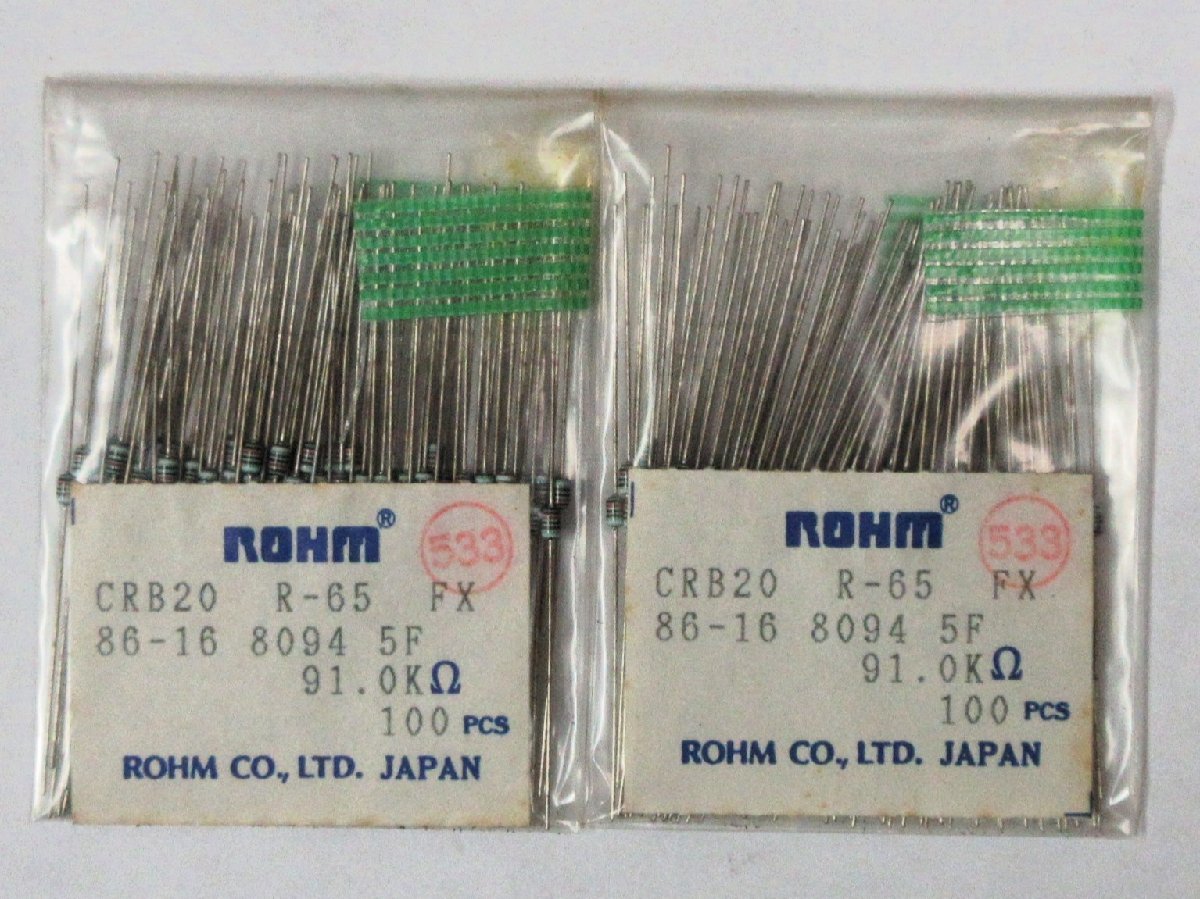 ROHM® 533
CRB20 R-65 FX
86-16 8094 5F
91.0KΩ
100 PCS
ROHM CO., LTD. JAPAN
ROHM® 533
CRB20 R-65 FX
86-16 8094 5F
91.0KΩ
100 PCS
ROHM CO., LTD. JAPAN